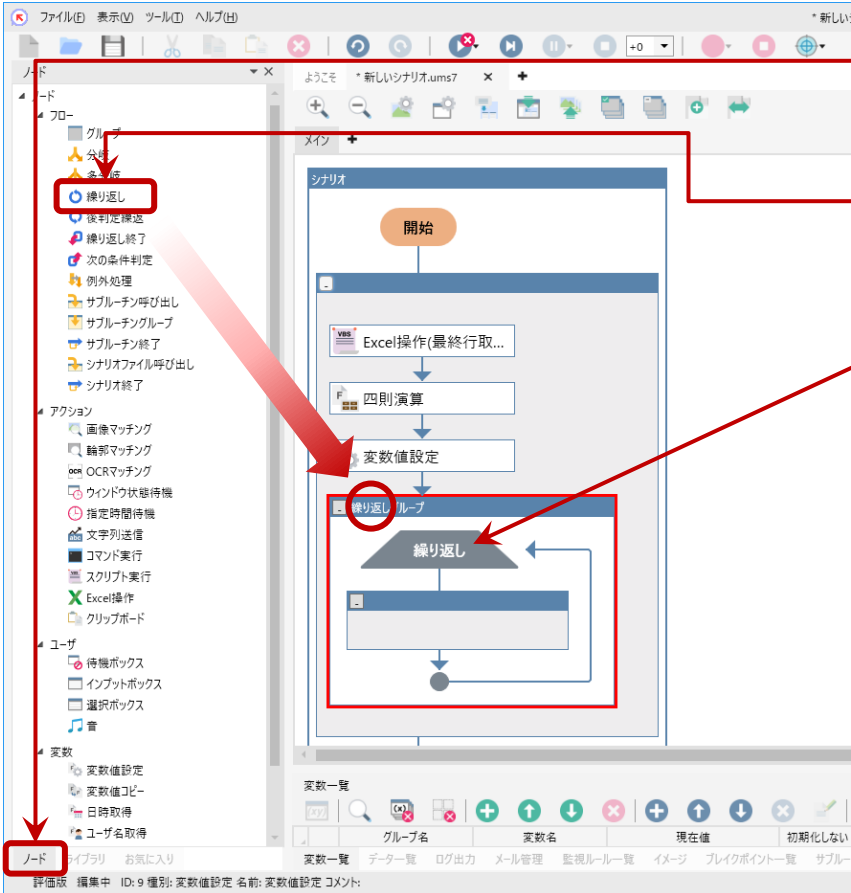 ファイル(F) 表示(V) ツール(T) ヘルプ(H)
* 新しい
+0
ノード
ようこそ * 新しいシナリオ.ums7
メイン
ノード
フロー
グループ
分岐
多分岐
繰り返し
後判定繰返
繰り返し終了
次の条件判定
例外処理
サブルーチン呼び出し
サブルーチングループ
サブルーチン終了
シナリオファイル呼び出し
シナリオ終了
アクション
画像マッチング
輪郭マッチング
OCRマッチング
ウィンドウ状態待機
指定時間待機
文字列送信
コマンド実行
スクリプト実行
Excel操作
クリップボード
ユーザ
待機ボックス
インプットボックス
選択ボックス
音
変数
変数値設定
変数値コピー
日時取得
ユーザ名取得
ノード ライブラリ お気に入り
シナリオ
開始
VBS Excel操作(最終行取...
四則演算
変数値設定
繰り返しグループ
繰り返し
変数一覧
グループ名 変数名 現在値 初期化しない
変数一覧 データ一覧 ログ出力 メール管理 監視ルール一覧 イメージ ブレイクポイント一覧 サブルー
評価版 編集中 ID: 9 種別: 変数値設定 名前: 変数値設定 コメント: